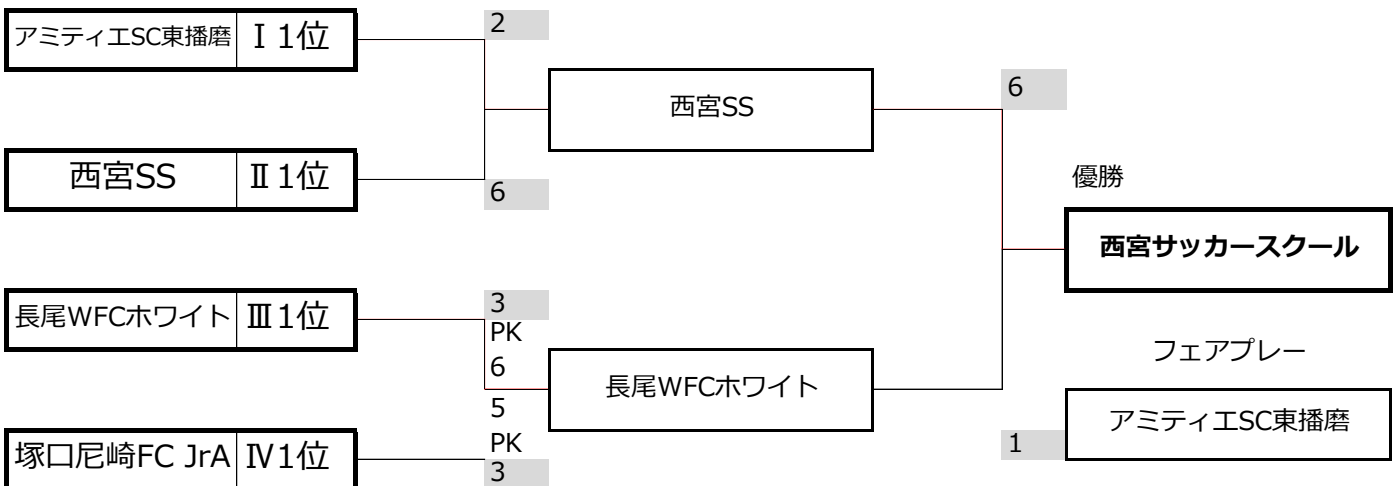 アミティエSC東播磨 Ⅰ1位
2
西宮SS
6
西宮SS Ⅱ1位
6
優勝
西宮サッカースクール
長尾WFCホワイト Ⅲ1位
3
PK
6
長尾WFCホワイト
5
PK
3
塚口尼崎FC JrA Ⅳ1位
フェアプレー
アミティエSC東播磨
1